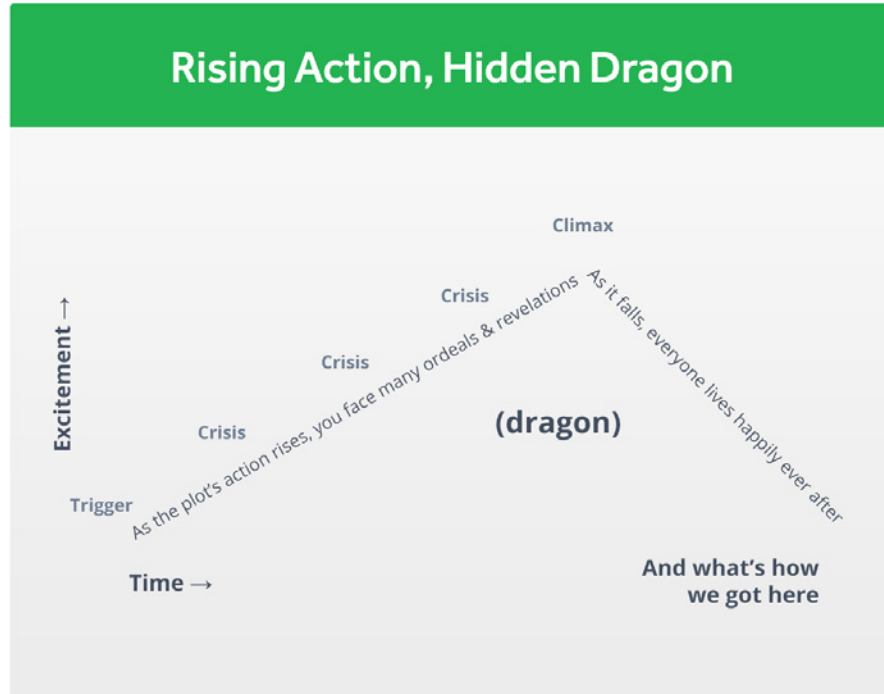 Rising Action, Hidden Dragon
Climax
Crisis
Crisis
Crisis
Trigger
Excitement →
As the plot's action rises, you face many ordeals & revelations
As it falls, everyone lives happily ever after
(dragon)
Time →
And what's how
we got here